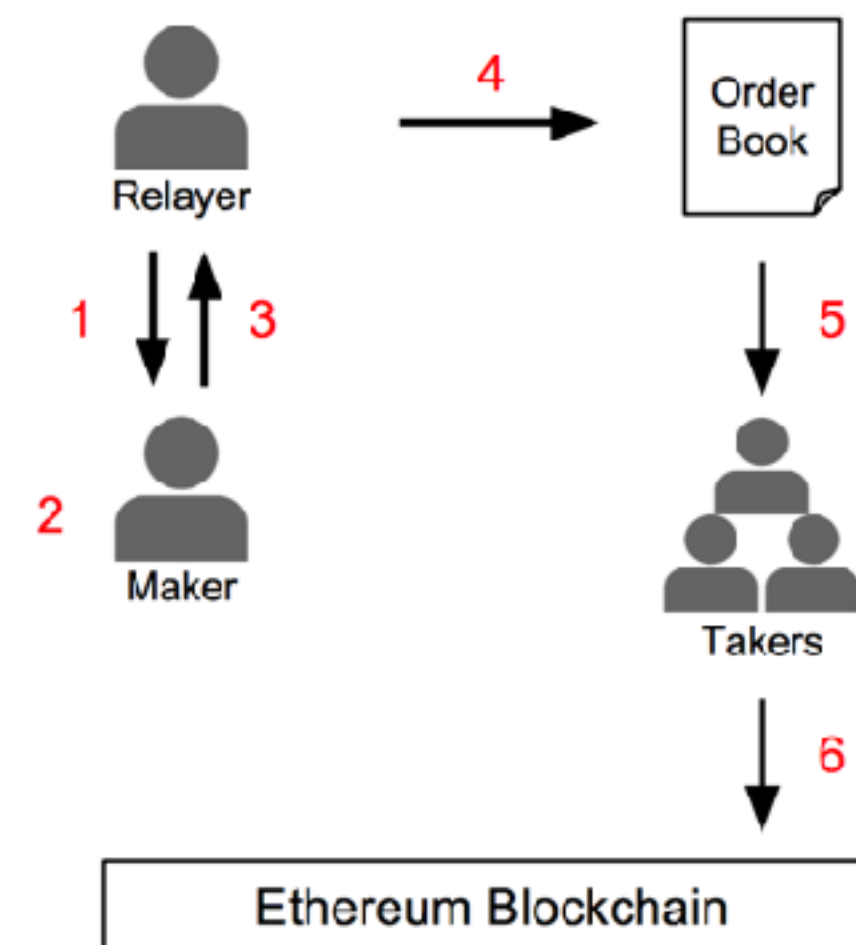 4
Order
Book
Relayer
1
3
5
2
Maker
Takers
6
Ethereum Blockchain